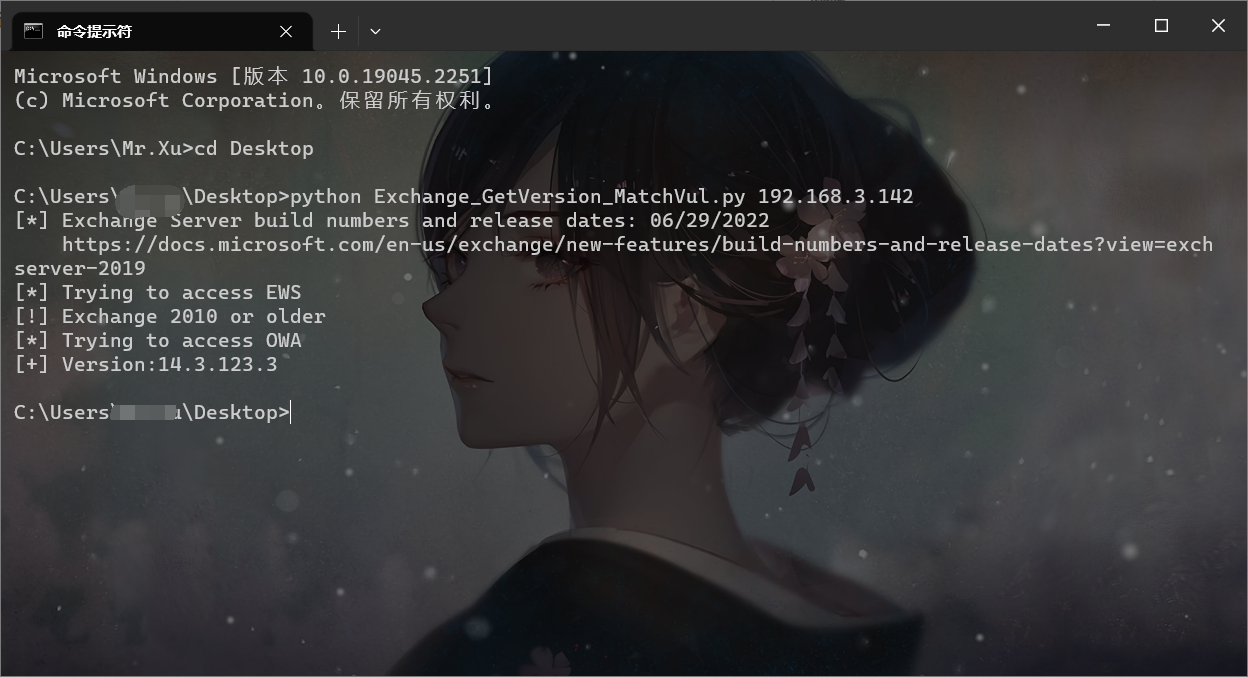 命令提示符
Microsoft Windows [版本 10.0.19045.2251]
(c) Microsoft Corporation。保留所有权利。
C:\Users\Mr.Xu>cd Desktop
C:\Users\ \Desktop>python Exchange_GetVersion_MatchVul.py 192.168.3.142
[*] Exchange Server build numbers and release dates: 06/29/2022
https://docs.microsoft.com/en-us/exchange/new-features/build-numbers-and-release-dates?view=exch
server-2019
[*] Trying to access EWS
[!] Exchange 2010 or older
[*] Trying to access OWA
[+] Version:14.3.123.3
C:\Users\ u\Desktop>